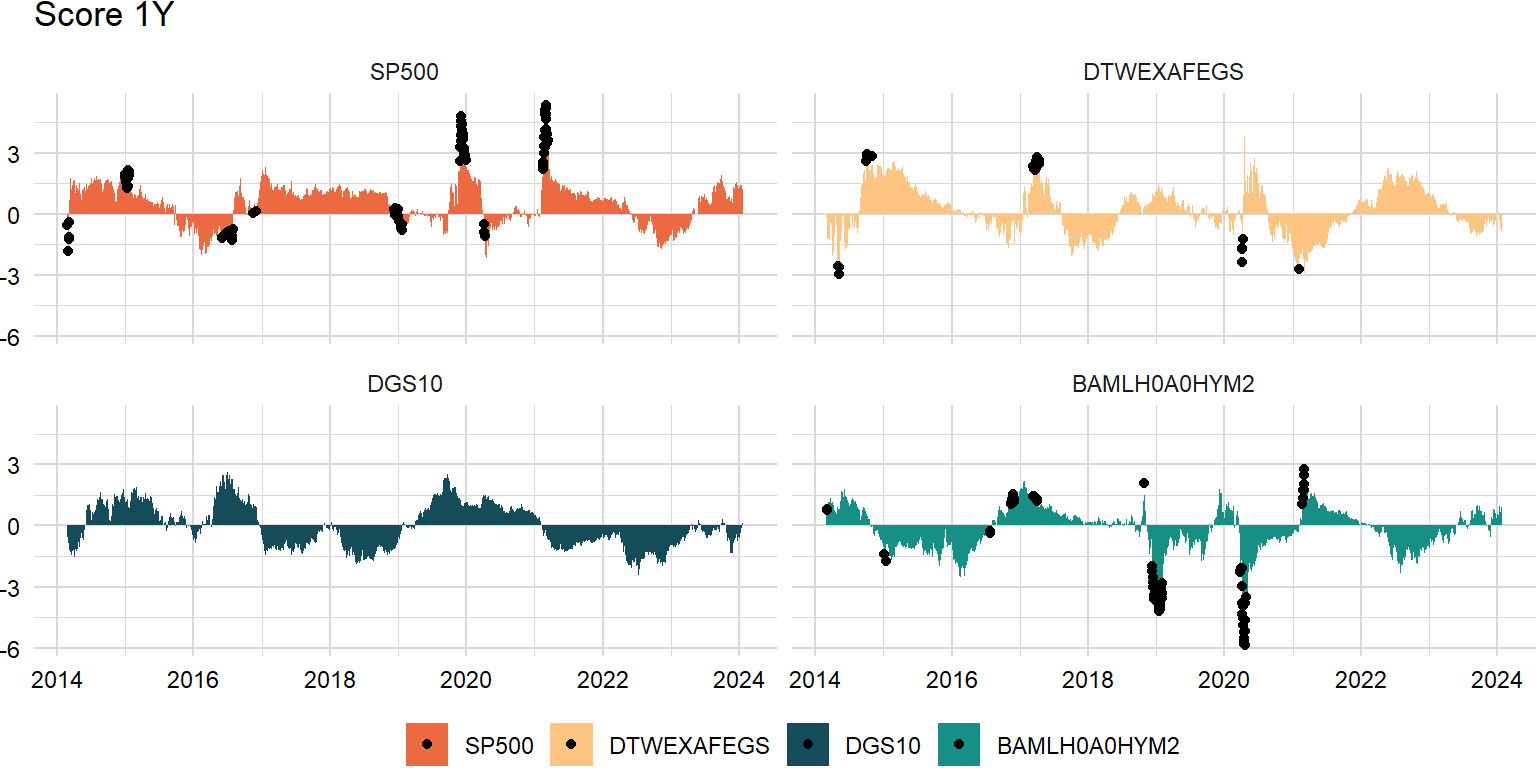 Score 1Y
SP500 DTWEXAFEGS
3
0
-3
-6
DGS10 BAMLH0A0HYM2
3
0
-3
-6
2014 2016 2018 2020 2022 2024 2014 2016 2018 2020 2022 2024
SP500 DTWEXAFEGS DGS10 BAMLH0A0HYM2